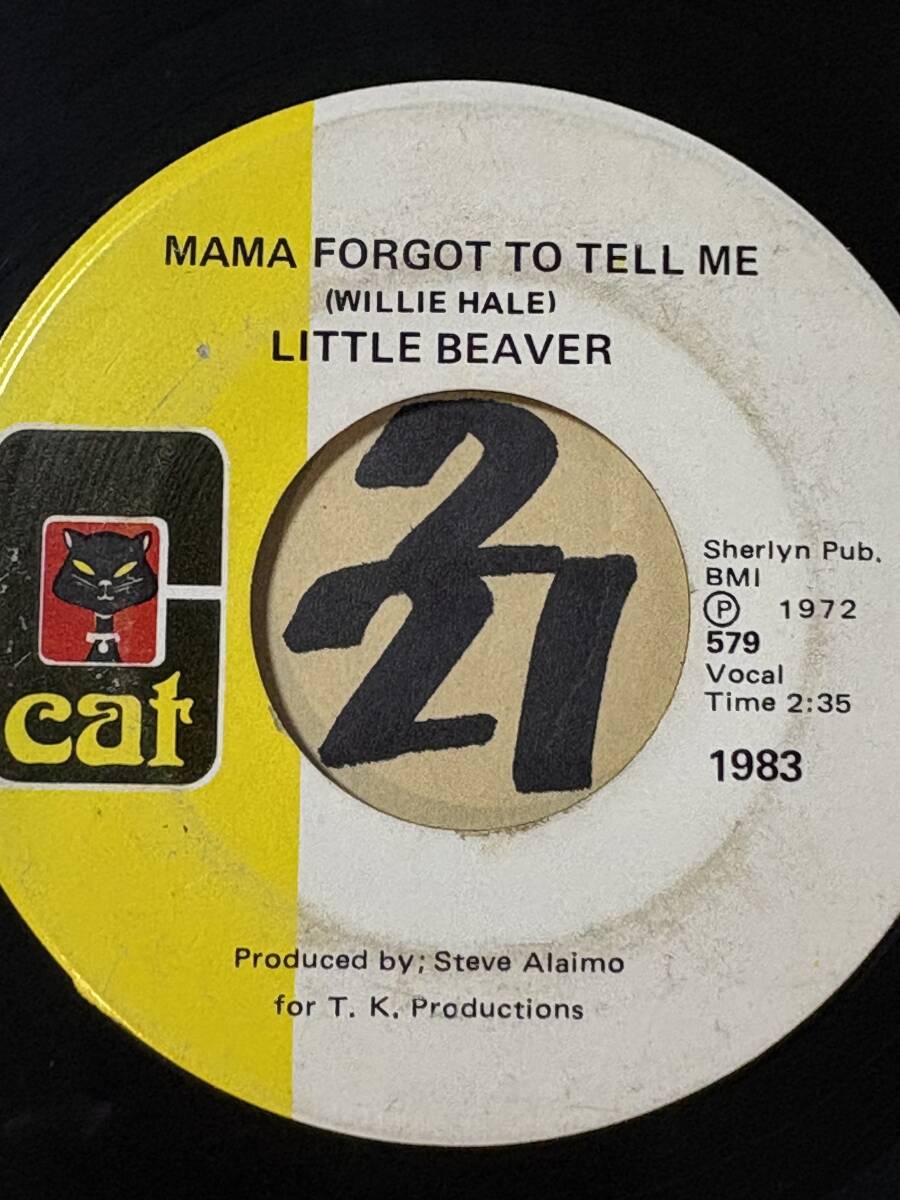 MAMA FORGOT TO TELL ME
(WILLIE HALE)
LITTLE BEAVER
2
21
cat
Sherlyn Pub.
BMI
Ⓟ 1972
579
Vocal
Time 2:35
1983
Produced by; Steve Alaimo
for T. K. Productions